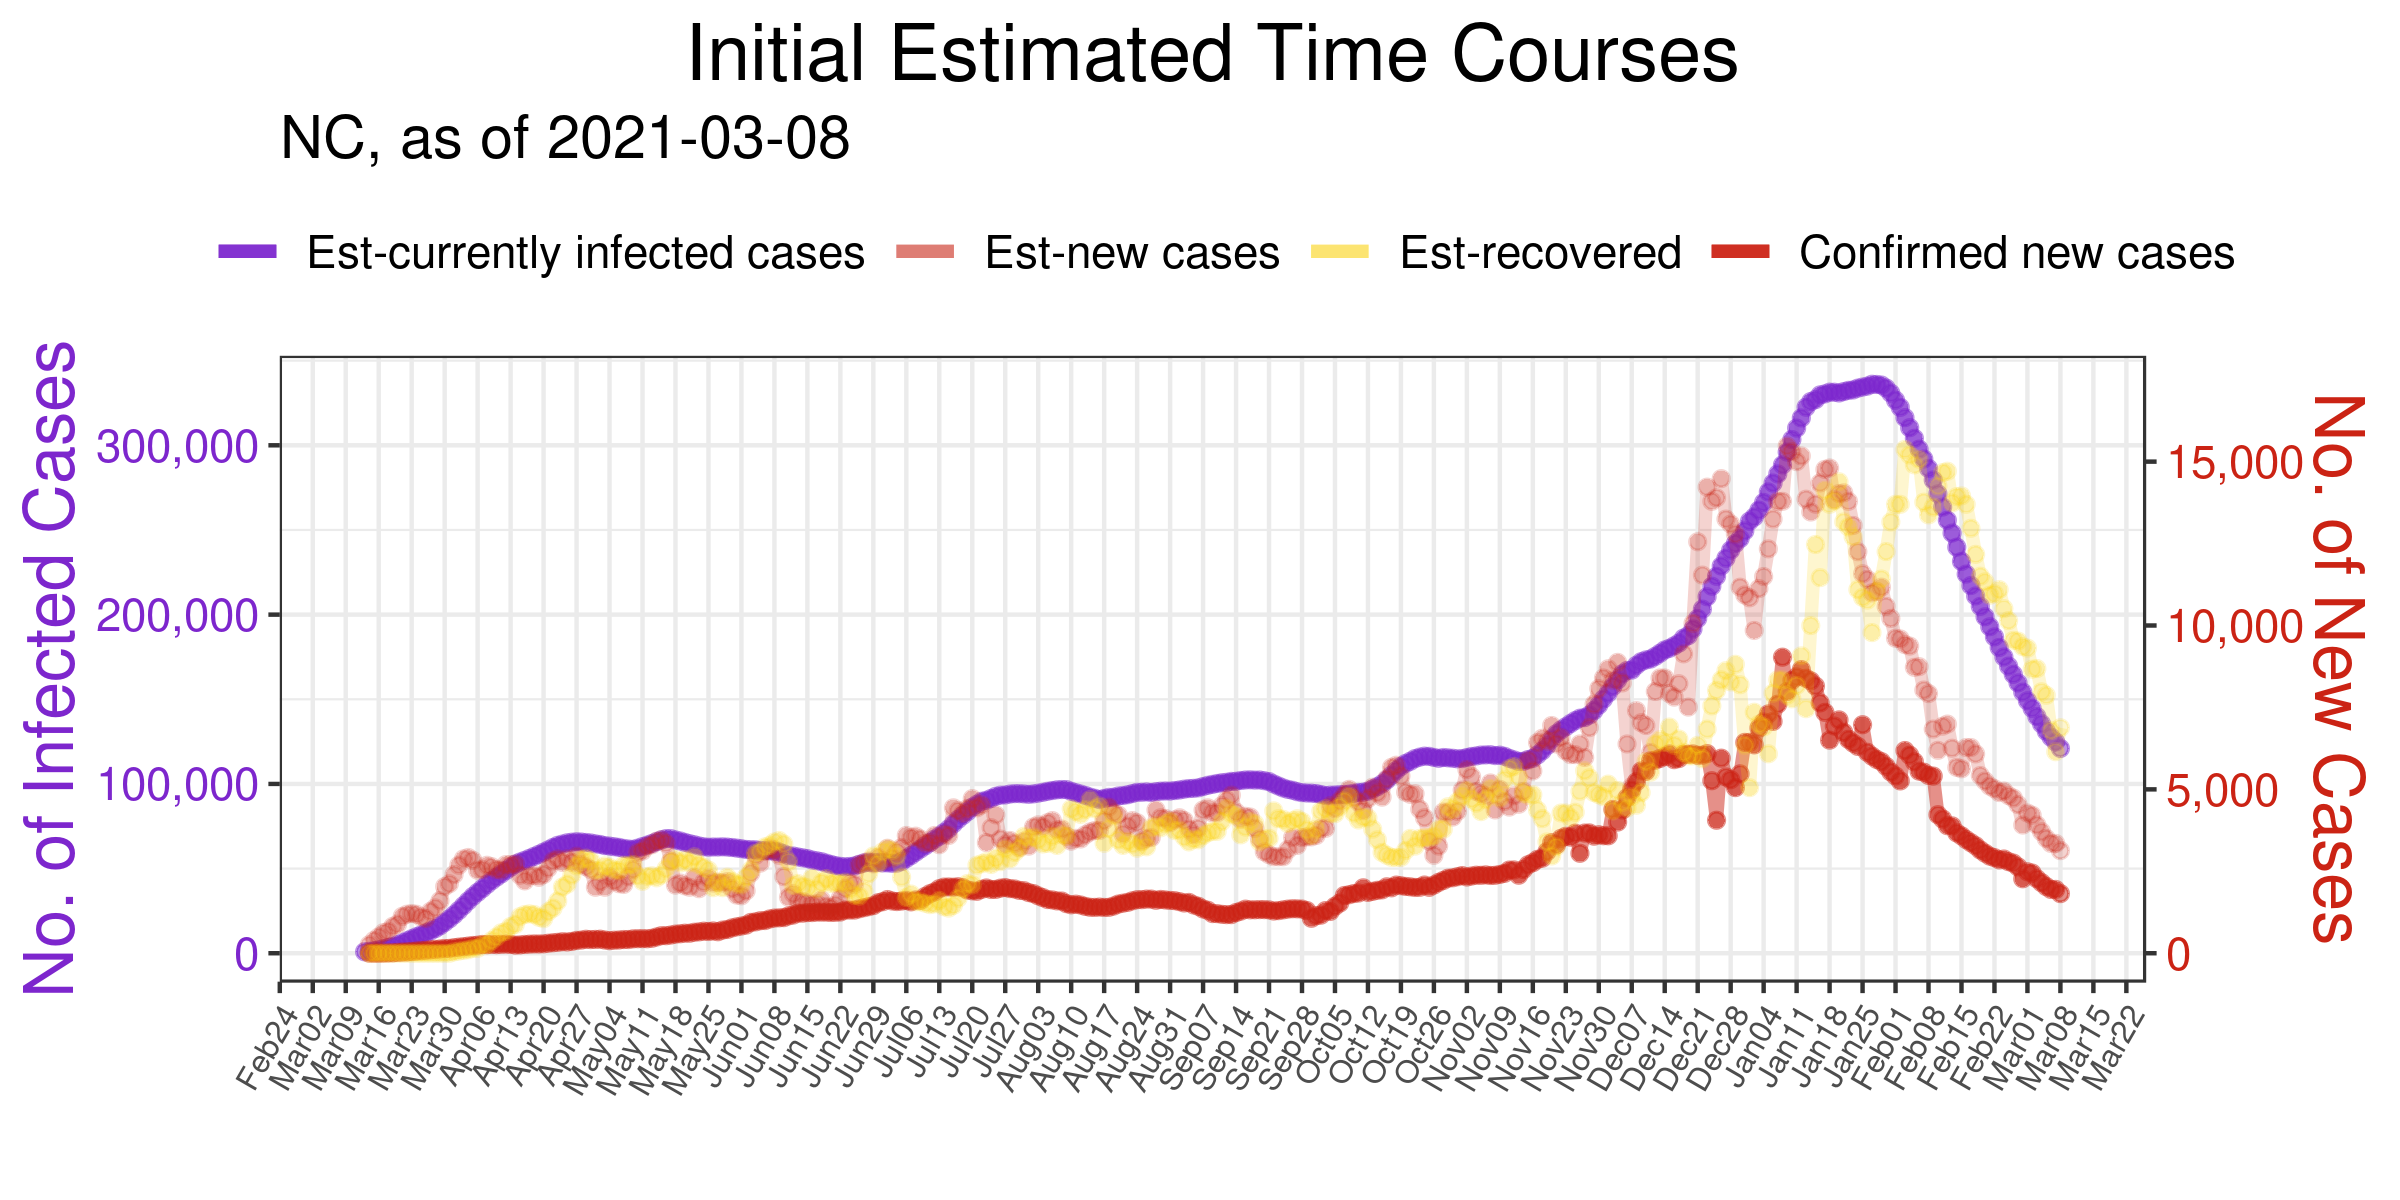 Initial Estimated Time Courses
NC, as of 2021-03-08
Est-currently infected cases Est-new cases Est-recovered Confirmed new cases
No. of Infected Cases
300,000
200,000
100,000
0
15,000
10,000
5,000
0
No. of New Cases
Feb24 Mar02 Mar09 Mar16 Mar23 Mar30 Apr06 Apr13 Apr20 Apr27 May04 May11 May18 May25 Jun01 Jun08 Jun15 Jun22 Jun29 Jul06 Jul13 Jul20 Jul27 Aug03 Aug10 Aug17 Aug24 Aug31 Sep07 Sep14 Sep21 Sep28 Oct05 Oct12 Oct19 Oct26 Nov02 Nov09 Nov16 Nov23 Nov30 Dec07 Dec14 Dec21 Dec28 Jan04 Jan11 Jan18 Jan25 Feb01 Feb08 Feb15 Feb22 Mar01 Mar08 Mar15 Mar22